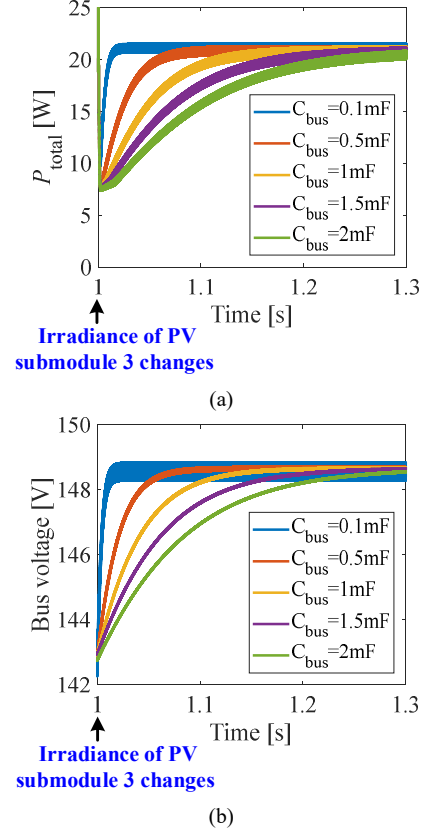 25
20
15
10
5
0
P_total [W]
C_bus=0.1mF
C_bus=0.5mF
C_bus=1mF
C_bus=1.5mF
C_bus=2mF
1
1.1
1.2
1.3
Time [s]
Irradiance of PV
submodule 3 changes
(a)
150
148
146
144
142
Bus voltage [V]
C_bus=0.1mF
C_bus=0.5mF
C_bus=1mF
C_bus=1.5mF
C_bus=2mF
1
1.1
1.2
1.3
Time [s]
Irradiance of PV
submodule 3 changes
(b)